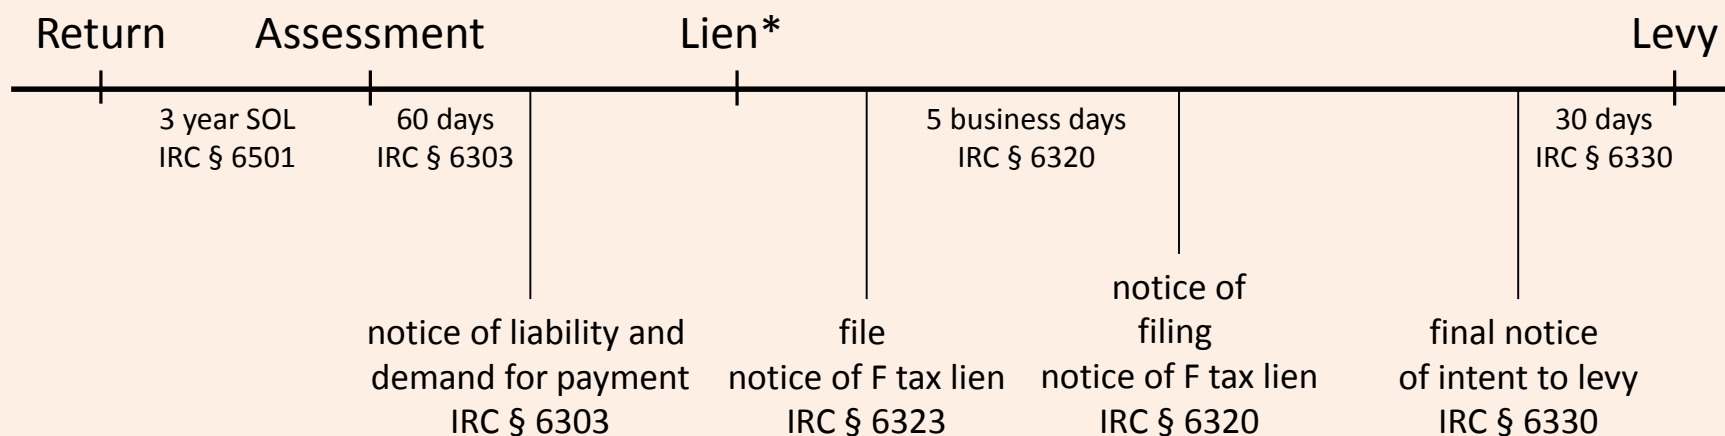 Return
Assessment
Lien*
Levy
3 year SOL
IRC § 6501
60 days
IRC § 6303
5 business days
IRC § 6320
30 days
IRC § 6330
notice of liability and
demand for payment
IRC § 6303
file
notice of F tax lien
IRC § 6323
notice of
filing
notice of F tax lien
IRC § 6320
final notice
of intent to levy
IRC § 6330